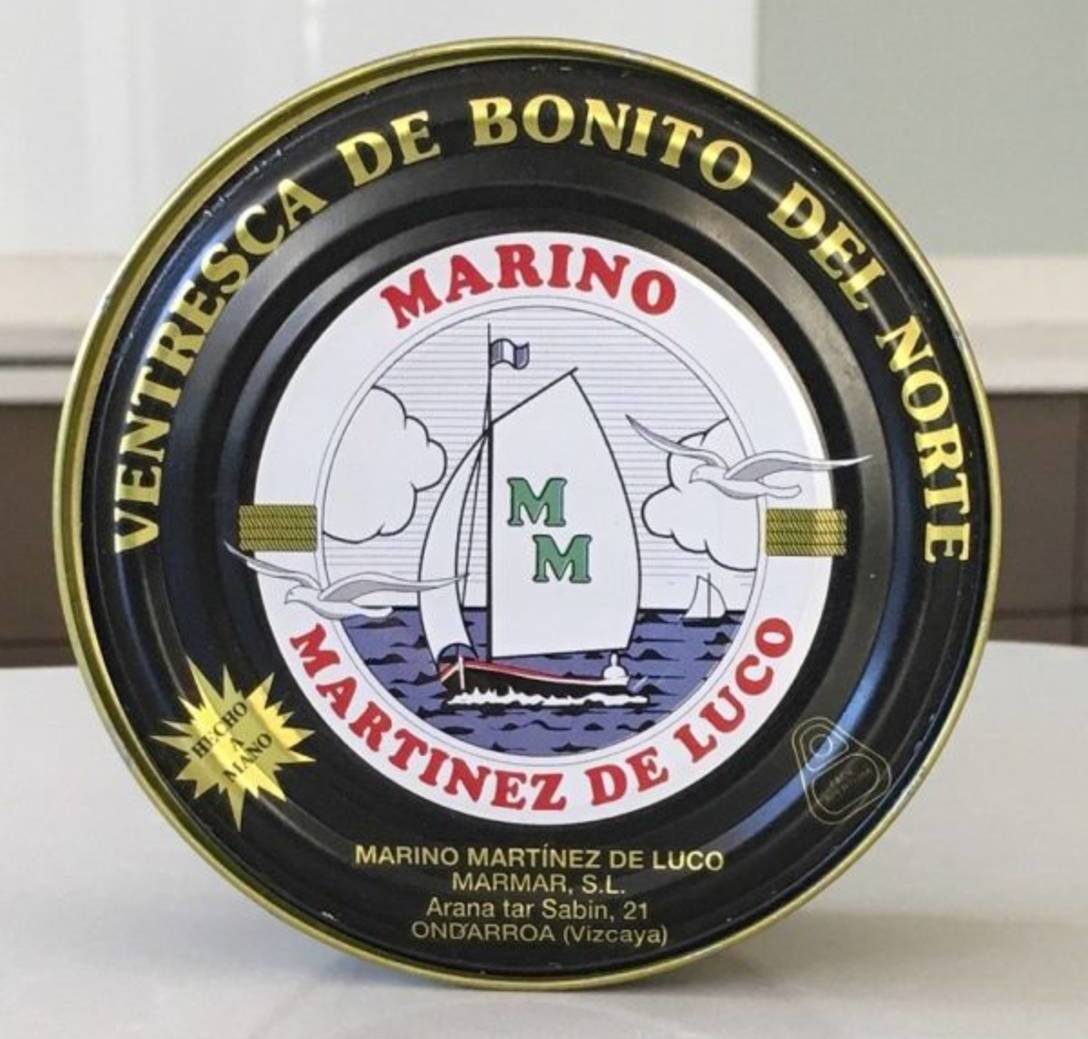 VENTRESCA DE BONITO DEL NORTE
MARINO
M
M
MARTINEZ DE LUCO
HECHO
A
MANO
MARINO MARTÍNEZ DE LUCO
MARMAR, S.L.
Arana tar Sabin, 21
ONDARROA (Vizcaya)